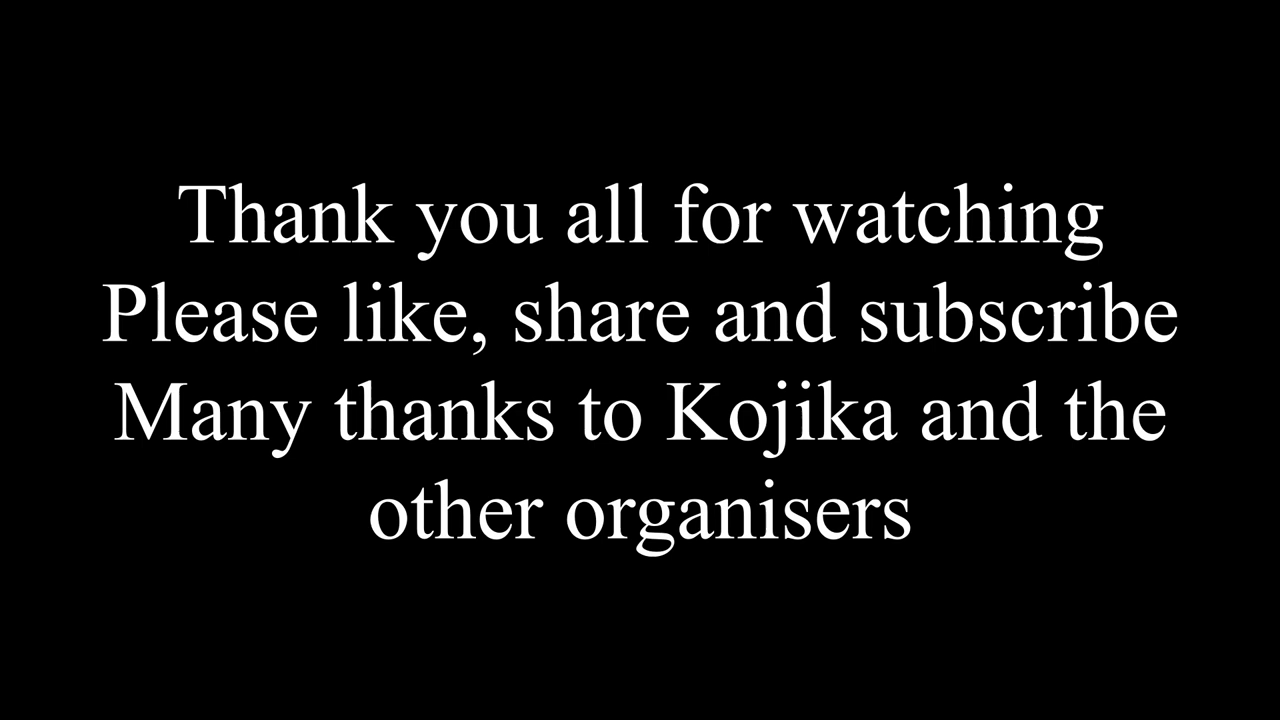 Thank you all for watching
Please like, share and subscribe
Many thanks to Kojika and the
other organisers